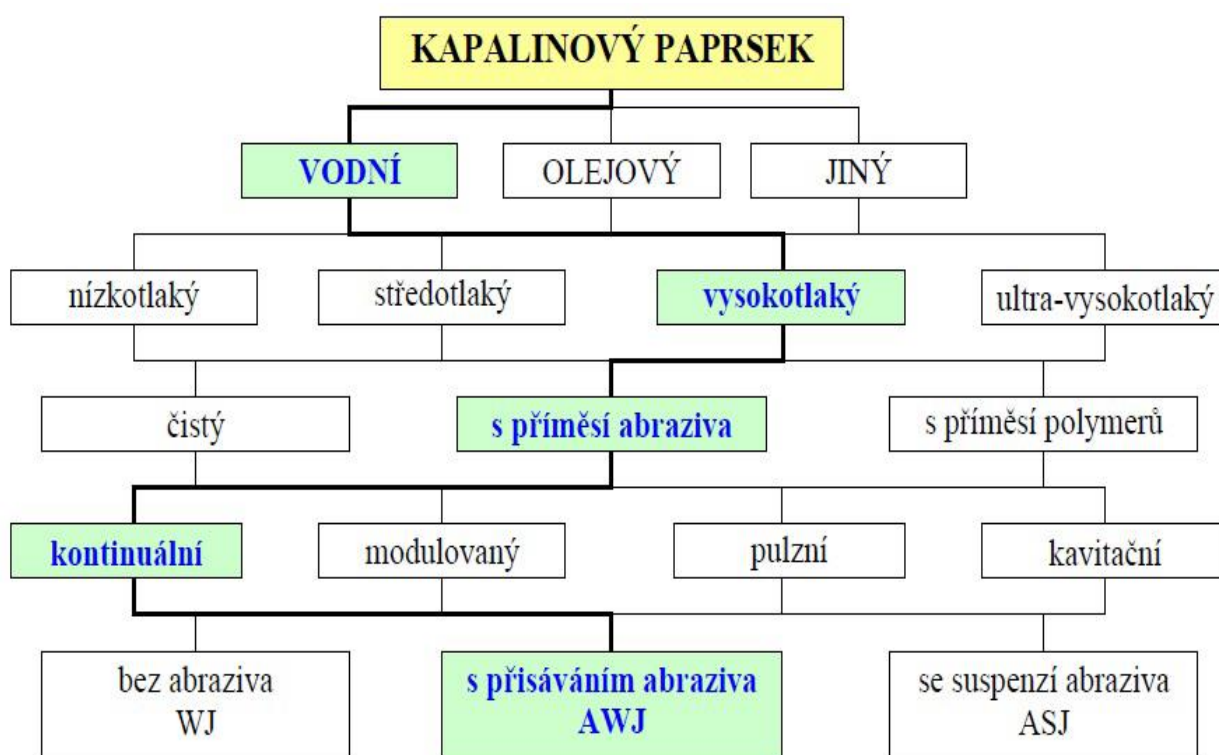 KAPALINOVÝ PAPRSEK
VODNÍ
OLEJOVÝ
JINÝ
nízkotlaký
středotlaký
vysokotlaký
ultra-vysokotlaký
čistý
s příměsí abraziva
s příměsí polymerů
kontinuální
modulovaný
pulzní
kavitační
bez abraziva
WJ
s přisáváním abraziva
AWJ
se suspenzí abraziva
ASJ